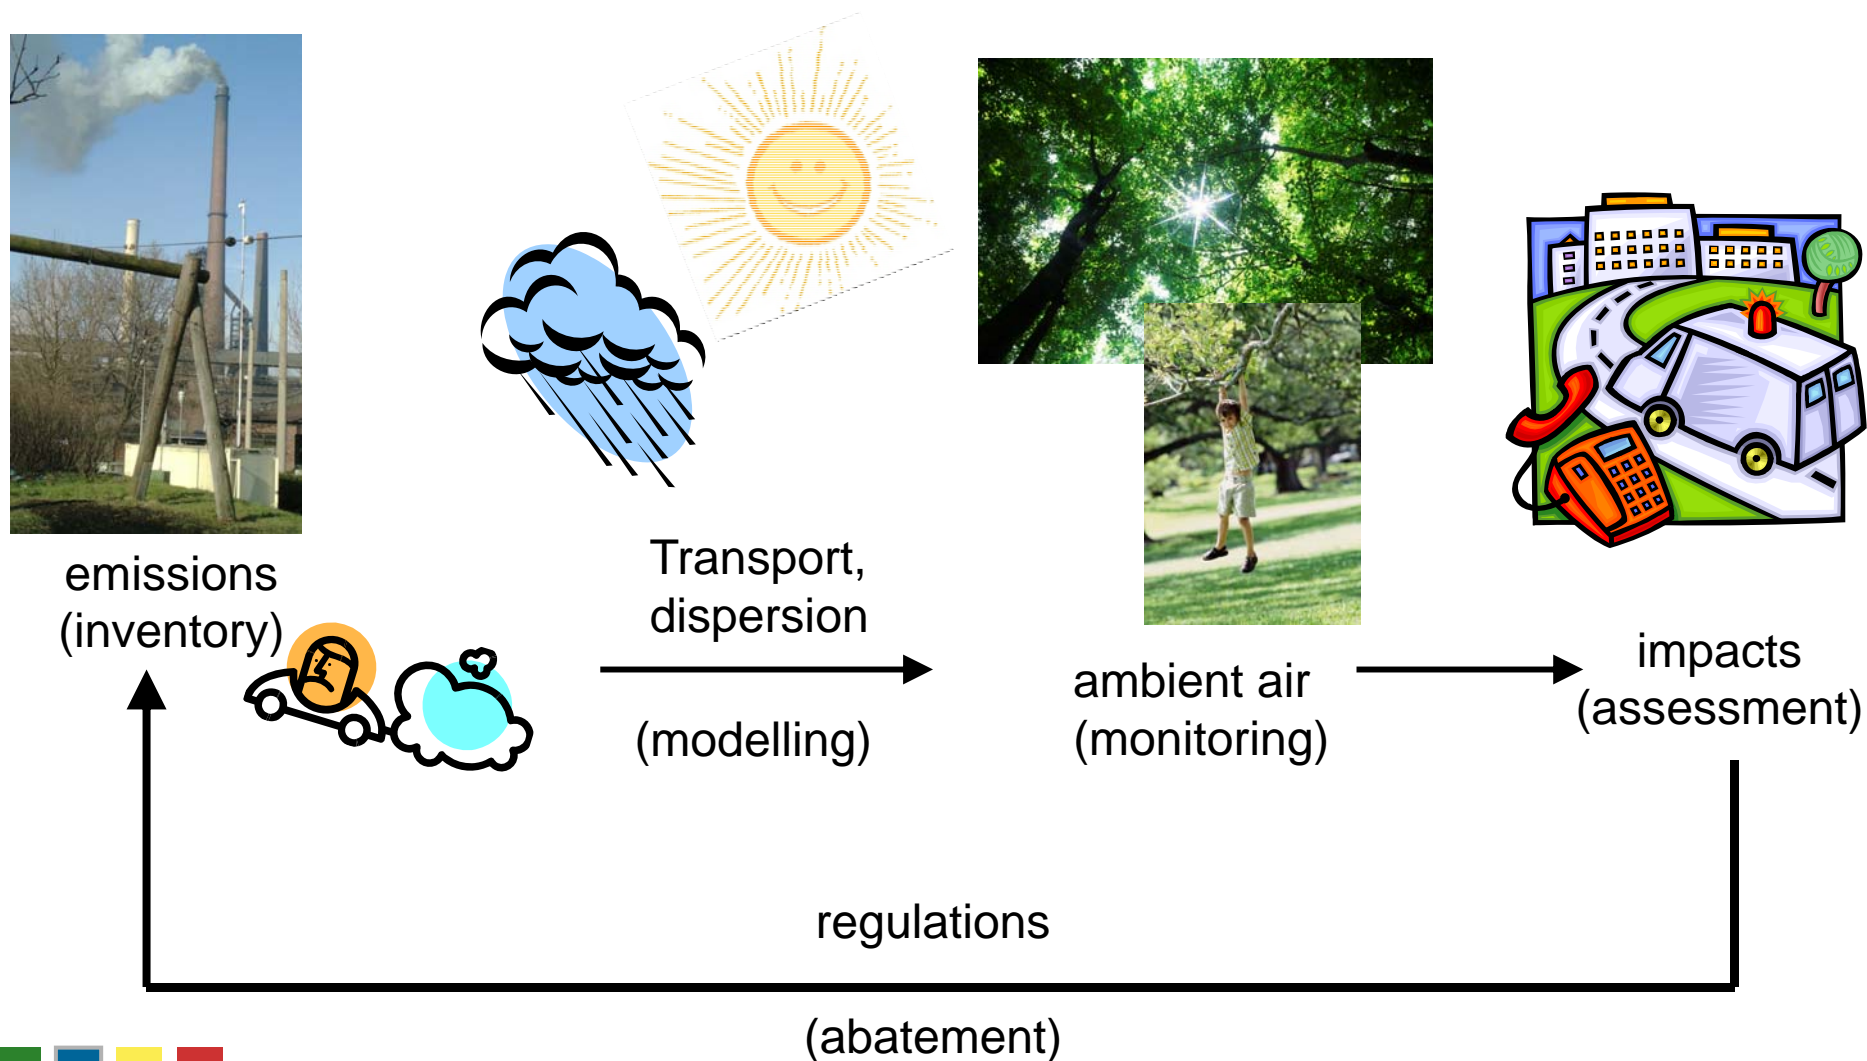 emissions
(inventory)
Transport,
dispersion
(modelling)
ambient air
(monitoring)
impacts
(assessment)
regulations
(abatement)